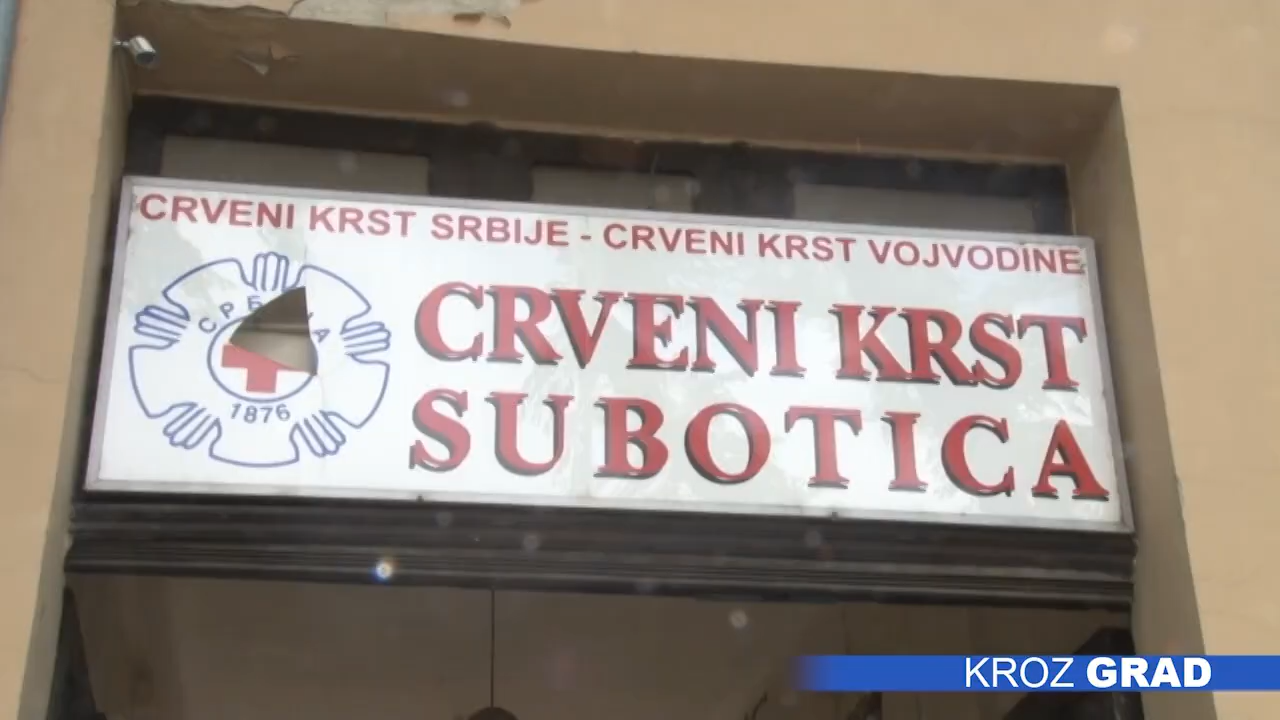 CRVENI KRST SRBIJE - CRVENI KRST VOJVODINE
CRVENI KRST
SUBOTICA
1876
KROZ GRAD